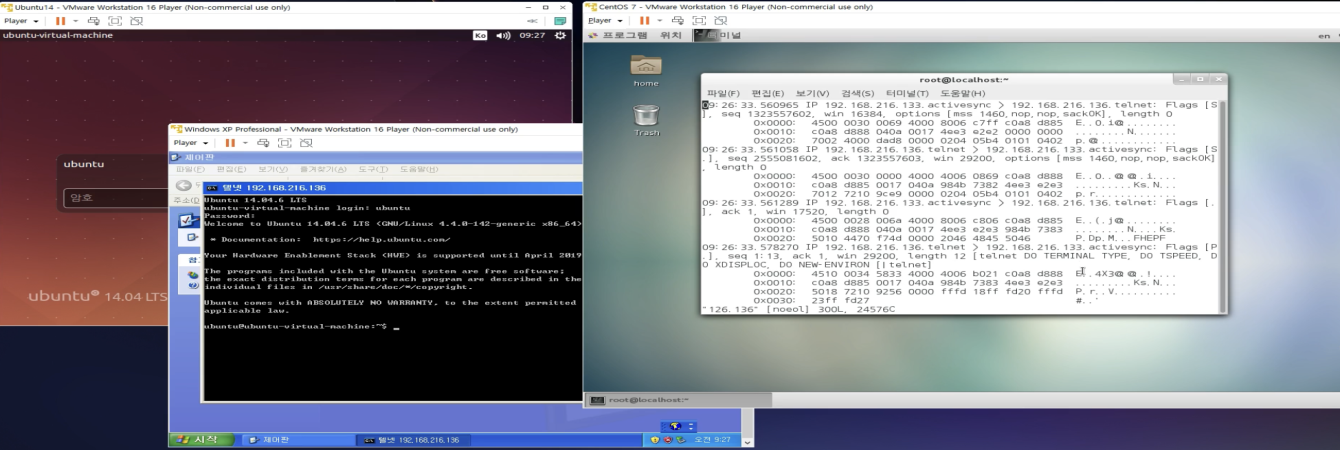 Ubuntu14 - VMware Workstation 16 Player (Non-commercial use only)
Player
ubuntu-virtual-machine
Ko
09:27
ubuntu
암호
ubuntu® 14.04 LTS
Windows XP Professional - VMware Workstation 16 Player (Non-commercial use only)
Player
제어판
파일(F) 편집(E) 보기(V) 즐겨찾기(A) 도구(T) 도움말(H)
텔넷 192.168.216.136
Ubuntu 14.04.6 LTS
ubuntu-virtual-machine login: ubuntu
Password:
Welcome to Ubuntu 14.04.6 LTS (GNU/Linux 4.4.0-142-generic x86_64)
* Documentation: https://help.ubuntu.com/
Your Hardware Enablement Stack (HWE) is supported until April 2019
The programs included with the Ubuntu system are free software;
the exact distribution terms for each program are described in the
individual files in /usr/share/doc/*/copyright.
Ubuntu comes with ABSOLUTELY NO WARRANTY, to the extent permitted
applicable law.
ubuntu@ubuntu-virtual-machine:~$ _
시작
제어판
텔넷 192.168.216.136
오전 9:27
CentOS 7 - VMware Workstation 16 Player (Non-commercial use only)
Player
프로그램 위치 미널
en
home
Trash
root@localhost:~
파일(F) 편집(E) 보기(V) 검색(S) 터미널(T) 도움말(H)
09:26:33.560965 IP 192.168.216.133.activesync > 192.168.216.136.telnet: Flags [S
], seq 1323557602, win 16384, options [mss 1460,nop,nop,sackOK], length 0
0x0000: 4500 0030 0069 4000 8006 c7ff c0a8 d885 E..0.i@.........
0x0010: c0a8 d888 040a 0017 4ee3 e2e2 0000 0000 ........N.......
0x0020: 7002 4000 dad8 0000 0204 05b4 0101 0402 p.@.............
09:26:33.561058 IP 192.168.216.136.telnet > 192.168.216.133.activesync: Flags [S
.], seq 2555081602, ack 1323557603, win 29200, options [mss 1460,nop,nop,sackOK]
, length 0
0x0000: 4500 0030 0000 4000 4006 0869 c0a8 d888 E..0..@.@..i....
0x0010: c0a8 d885 0017 040a 984b 7382 4ee3 e2e3 .........Ks.N...
0x0020: 7012 7210 9ce9 0000 0204 05b4 0101 0402 p.r.............
09:26:33.561289 IP 192.168.216.133.activesync > 192.168.216.136.telnet: Flags [.
], ack 1, win 17520, length 0
0x0000: 4500 0028 006a 4000 8006 c806 c0a8 d885 E..(.j@.........
0x0010: c0a8 d888 040a 0017 4ee3 e2e3 984b 7383 ........N....Ks.
0x0020: 5010 4470 f74d 0000 2046 4845 5046 P.Dp.M...FHEPF
09:26:33.578270 IP 192.168.216.136.telnet > 192.168.216.133.activesync: Flags [P
.], seq 1:13, ack 1, win 29200, length 12 [telnet DO TERMINAL TYPE, DO TSPEED, D
O XDISPLOC, DO NEW-ENVIRON [|telnet]
0x0000: 4510 0034 5833 4000 4006 b021 c0a8 d888 E..4X3@.@..!....
0x0010: c0a8 d885 0017 040a 984b 7383 4ee3 e2e3 .........Ks.N...
0x0020: 5018 7210 9256 0000 fffd 18ff fd20 fffd P.r..V..........
0x0030: 23ff fd27 #..'
"126.136" [noeol] 300L, 24576C
root@localhost:~